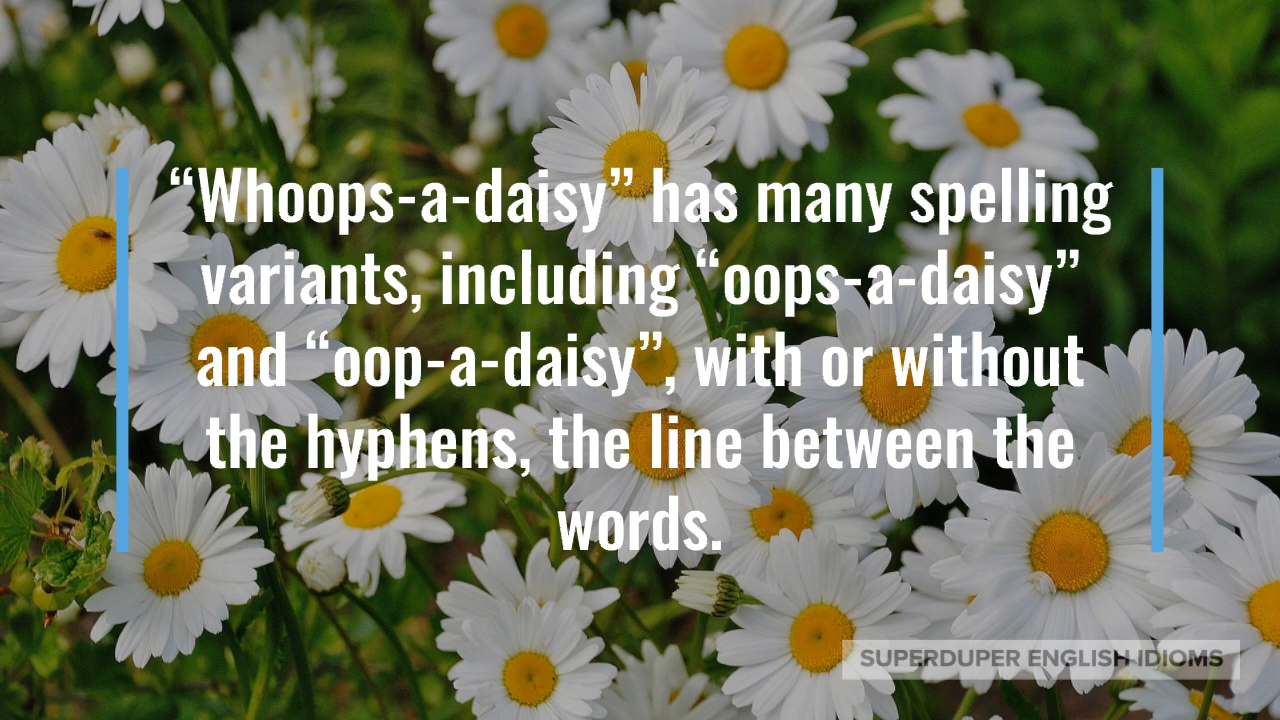 “Whoops-a-daisy” has many spelling
variants, including “oops-a-daisy”
and “oop-a-daisy”, with or without
the hyphens, the line between the
words.
SUPERDUPER ENGLISH IDIOMS